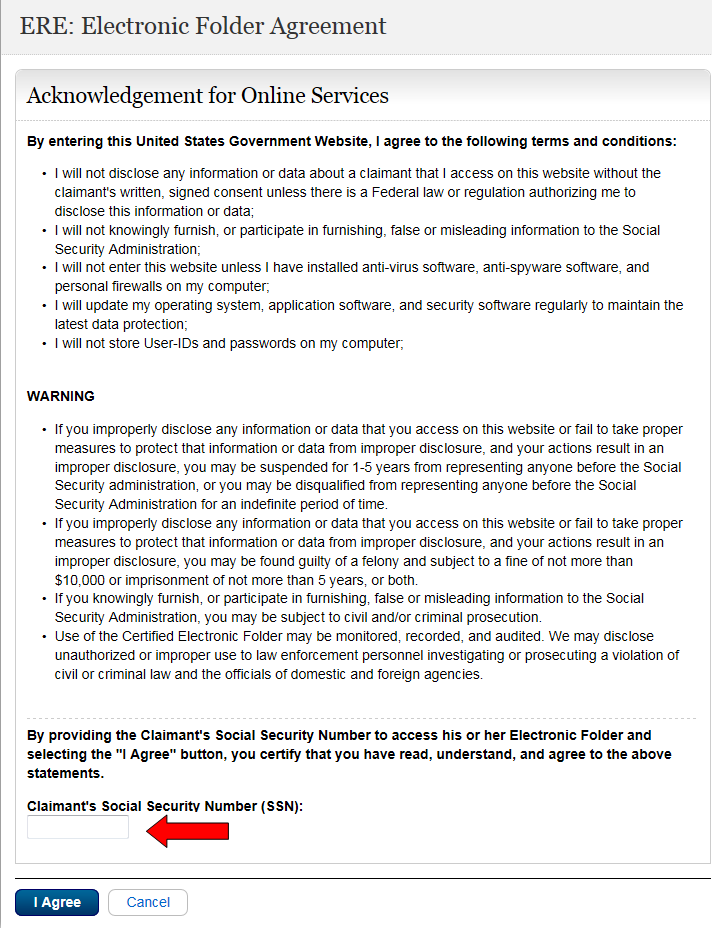 ERE: Electronic Folder Agreement
Acknowledgement for Online Services
By entering this United States Government Website, I agree to the following terms and conditions:
• I will not disclose any information or data about a claimant that I access on this website without the
claimant's written, signed consent unless there is a Federal law or regulation authorizing me to
disclose this information or data;
• I will not knowingly furnish, or participate in furnishing, false or misleading information to the Social
Security Administration;
• I will not enter this website unless I have installed anti-virus software, anti-spyware software, and
personal firewalls on my computer;
• I will update my operating system, application software, and security software regularly to maintain the
latest data protection;
• I will not store User-IDs and passwords on my computer;
WARNING
• If you improperly disclose any information or data that you access on this website or fail to take proper
measures to protect that information or data from improper disclosure, and your actions result in an
improper disclosure, you may be suspended for 1-5 years from representing anyone before the Social
Security administration, or you may be disqualified from representing anyone before the Social
Security Administration for an indefinite period of time.
• If you improperly disclose any information or data that you access on this website or fail to take proper
measures to protect that information or data from improper disclosure, and your actions result in an
improper disclosure, you may be found guilty of a felony and subject to a fine of not more than
$10,000 or imprisonment of not more than 5 years, or both.
• If you knowingly furnish, or participate in furnishing, false or misleading information to the Social
Security Administration, you may be subject to civil and/or criminal prosecution.
• Use of the Certified Electronic Folder may be monitored, recorded, and audited. We may disclose
unauthorized or improper use to law enforcement personnel investigating or prosecuting a violation of
civil or criminal law and the officials of domestic and foreign agencies.
By providing the Claimant's Social Security Number to access his or her Electronic Folder and
selecting the "I Agree" button, you certify that you have read, understand, and agree to the above
statements.
Claimant's Social Security Number (SSN):
I Agree Cancel